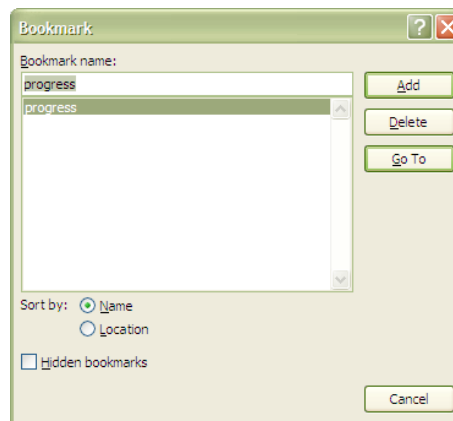 Bookmark
Bookmark name:
progress
Add
progress
Delete
Go To
Sort by: Name
Location
Hidden bookmarks
Cancel